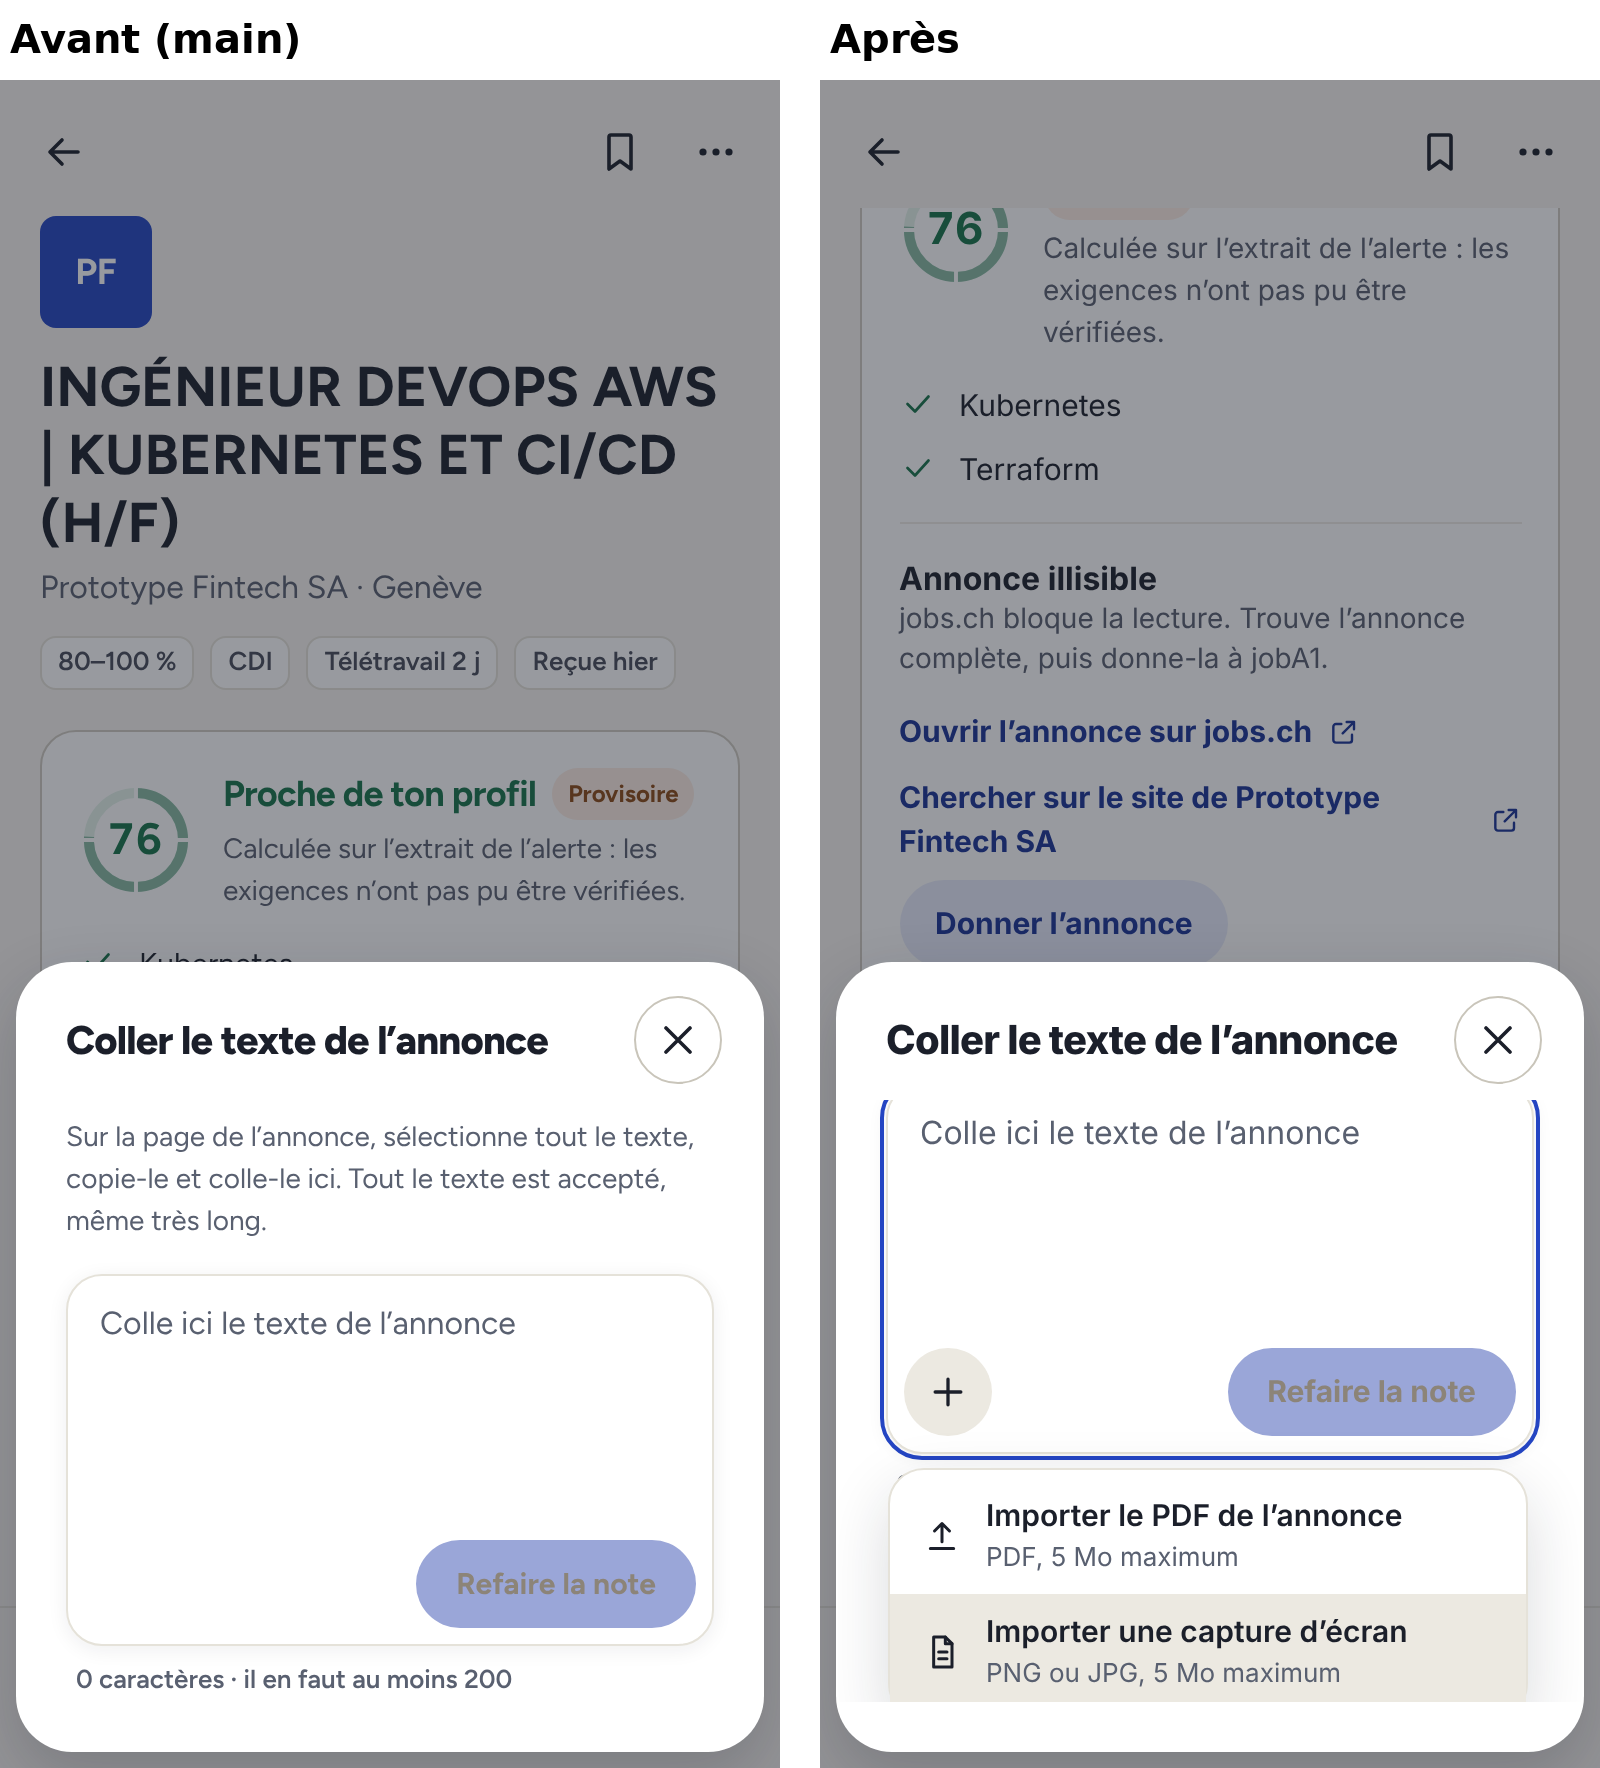 Avant (main)
PF
INGÉNIEUR DEVOPS AWS
| KUBERNETES ET CI/CD
(H/F)
Prototype Fintech SA · Genève
80–100 %
CDI
Télétravail 2 j
Reçue hier
76
Proche de ton profil
Provisoire
Calculée sur l’extrait de l’alerte : les
exigences n’ont pas pu être vérifiées.
Kubernetes
Coller le texte de l’annonce
Sur la page de l’annonce, sélectionne tout le texte,
copie-le et colle-le ici. Tout le texte est accepté,
même très long.
Colle ici le texte de l’annonce
Refaire la note
0 caractères · il en faut au moins 200
Après
76
Calculée sur l’extrait de l’alerte : les
exigences n’ont pas pu être
vérifiées.
Kubernetes
Terraform
Annonce illisible
jobs.ch bloque la lecture. Trouve l’annonce
complète, puis donne-la à jobA1.
Ouvrir l’annonce sur jobs.ch
Chercher sur le site de Prototype
Fintech SA
Donner l’annonce
Coller le texte de l’annonce
Colle ici le texte de l’annonce
Refaire la note
Importer le PDF de l’annonce
PDF, 5 Mo maximum
Importer une capture d’écran
PNG ou JPG, 5 Mo maximum